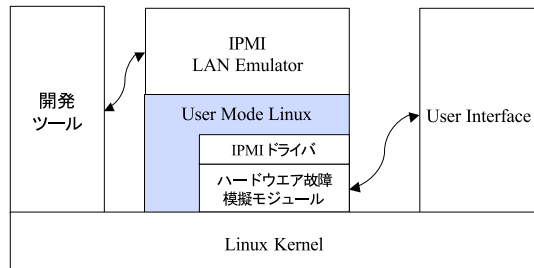 開発
ツール
IPMI
LAN Emulator
User Mode Linux
IPMIドライバ
ハードウエア故障
模擬モジュール
User Interface
Linux Kernel